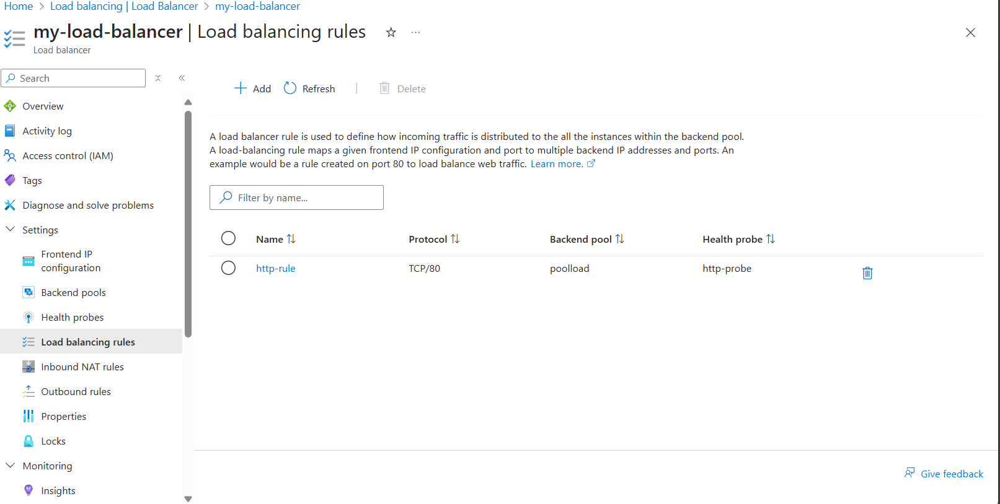 Home > Load balancing | Load Balancer > my-load-balancer
my-load-balancer | Load balancing rules
Load balancer
Search
Add
Refresh
Delete
Overview
Activity log
Access control (IAM)
Tags
Diagnose and solve problems
Settings
Frontend IP
configuration
Backend pools
Health probes
Load balancing rules
Inbound NAT rules
Outbound rules
Properties
Locks
Monitoring
Insights
A load balancer rule is used to define how incoming traffic is distributed to the all the instances within the backend pool.
A load-balancing rule maps a given frontend IP configuration and port to multiple backend IP addresses and ports. An
example would be a rule created on port 80 to load balance web traffic. Learn more.
Filter by name...
Name Protocol Backend pool Health probe
http-rule TCP/80 poolload http-probe
Give feedback